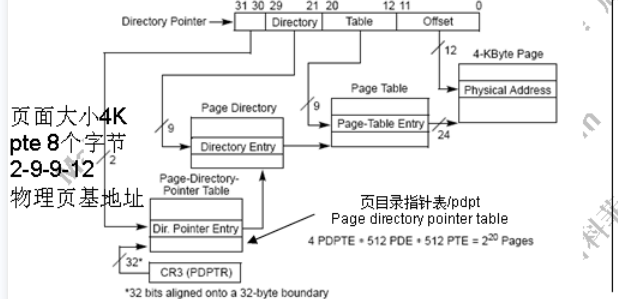 31 30 29 21 20 12 11 0
Directory Pointer
Directory
Table
Offset
12
4-KByte Page
Page Table
Physical Address
Page Directory
9
9
Page-Table Entry
24
Directory Entry
页面大小4K
pte 8个字节
2-9-9-12
物理页基地址
2
Page-Directory-
Pointer Table
Dir. Pointer Entry
页目录指针表/pdpt
Page directory pointer table
4 PDPTE * 512 PDE * 512 PTE = 2²⁰ Pages
32*
CR3 (PDPTR)
*32 bits aligned onto a 32-byte boundary